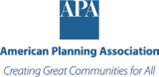 APA
American Planning Association
Creating Great Communities for All